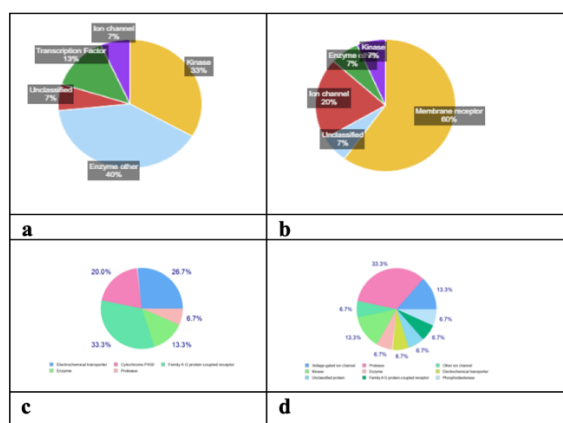 Ion channel
7%
Transcription Factor
13%
Kinase
33%
Unclassified
7%
Enzyme other
40%
Kinase
7%
Enzyme other
7%
Ion channel
20%
Membrane receptor
60%
Unclassified
7%
a
b
20.0%
26.7%
6.7%
33.3%
13.3%
Electrochemical transporter
Cytochrome P450
Family A G protein-coupled receptor
Enzyme
Protease
33.3%
13.3%
6.7%
6.7%
13.3%
6.7%
6.7%
6.7%
6.7%
Voltage-gated ion channel
Protease
Other ion channel
Kinase
Enzyme
Electrochemical transporter
Unclassified protein
Family A G protein-coupled receptor
Phosphodiesterase
c
d